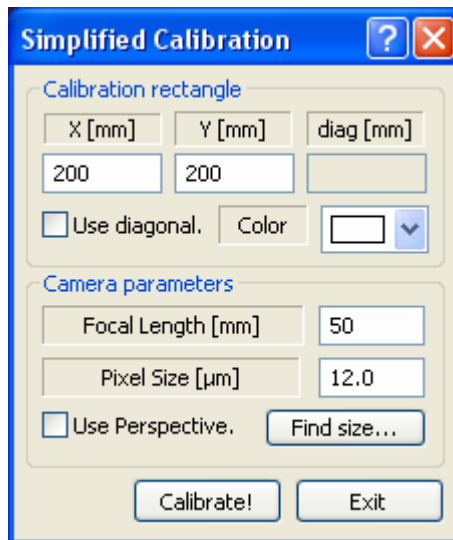 Simplified Calibration
Calibration rectangle
X [mm] Y [mm] diag [mm]
200 200
Use diagonal. Color
Camera parameters
Focal Length [mm] 50
Pixel Size [µm] 12.0
Use Perspective. Find size...
Calibrate! Exit